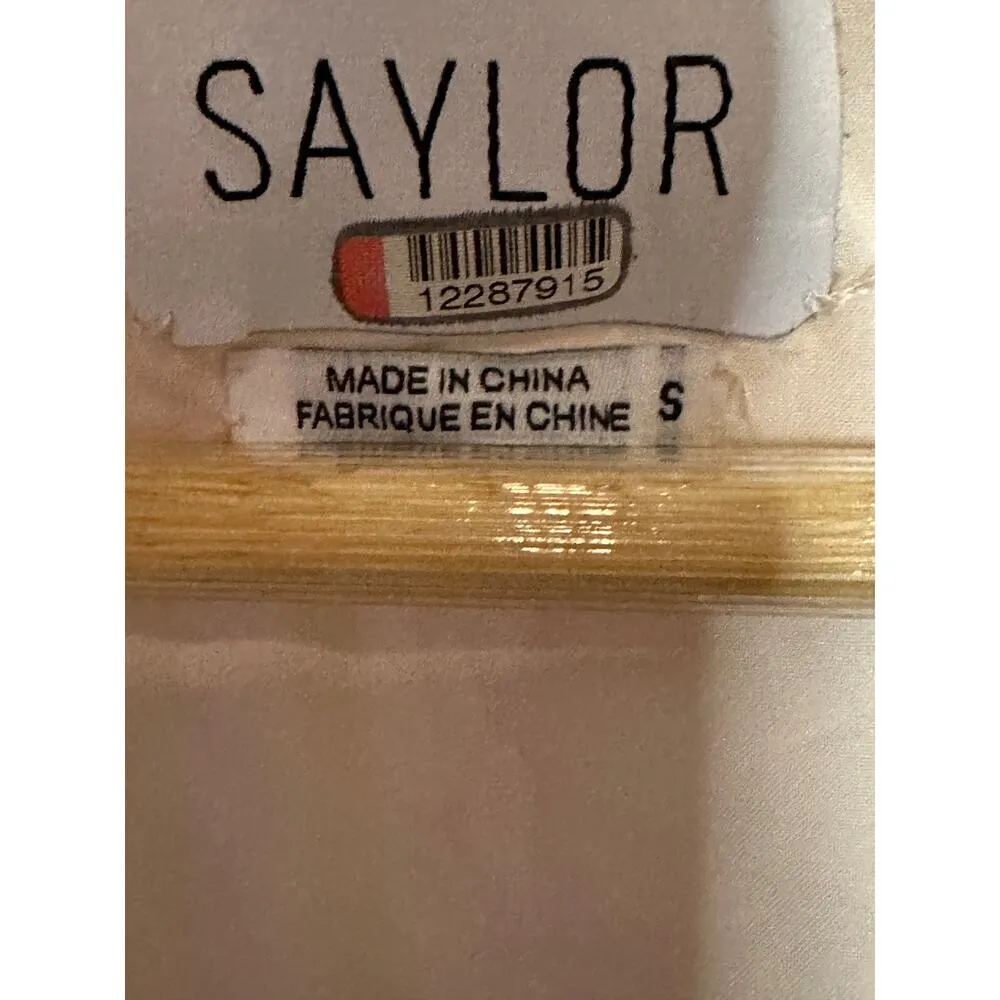 SAYLOR
12287915
MADE IN CHINA
FABRIQUE EN CHINE S